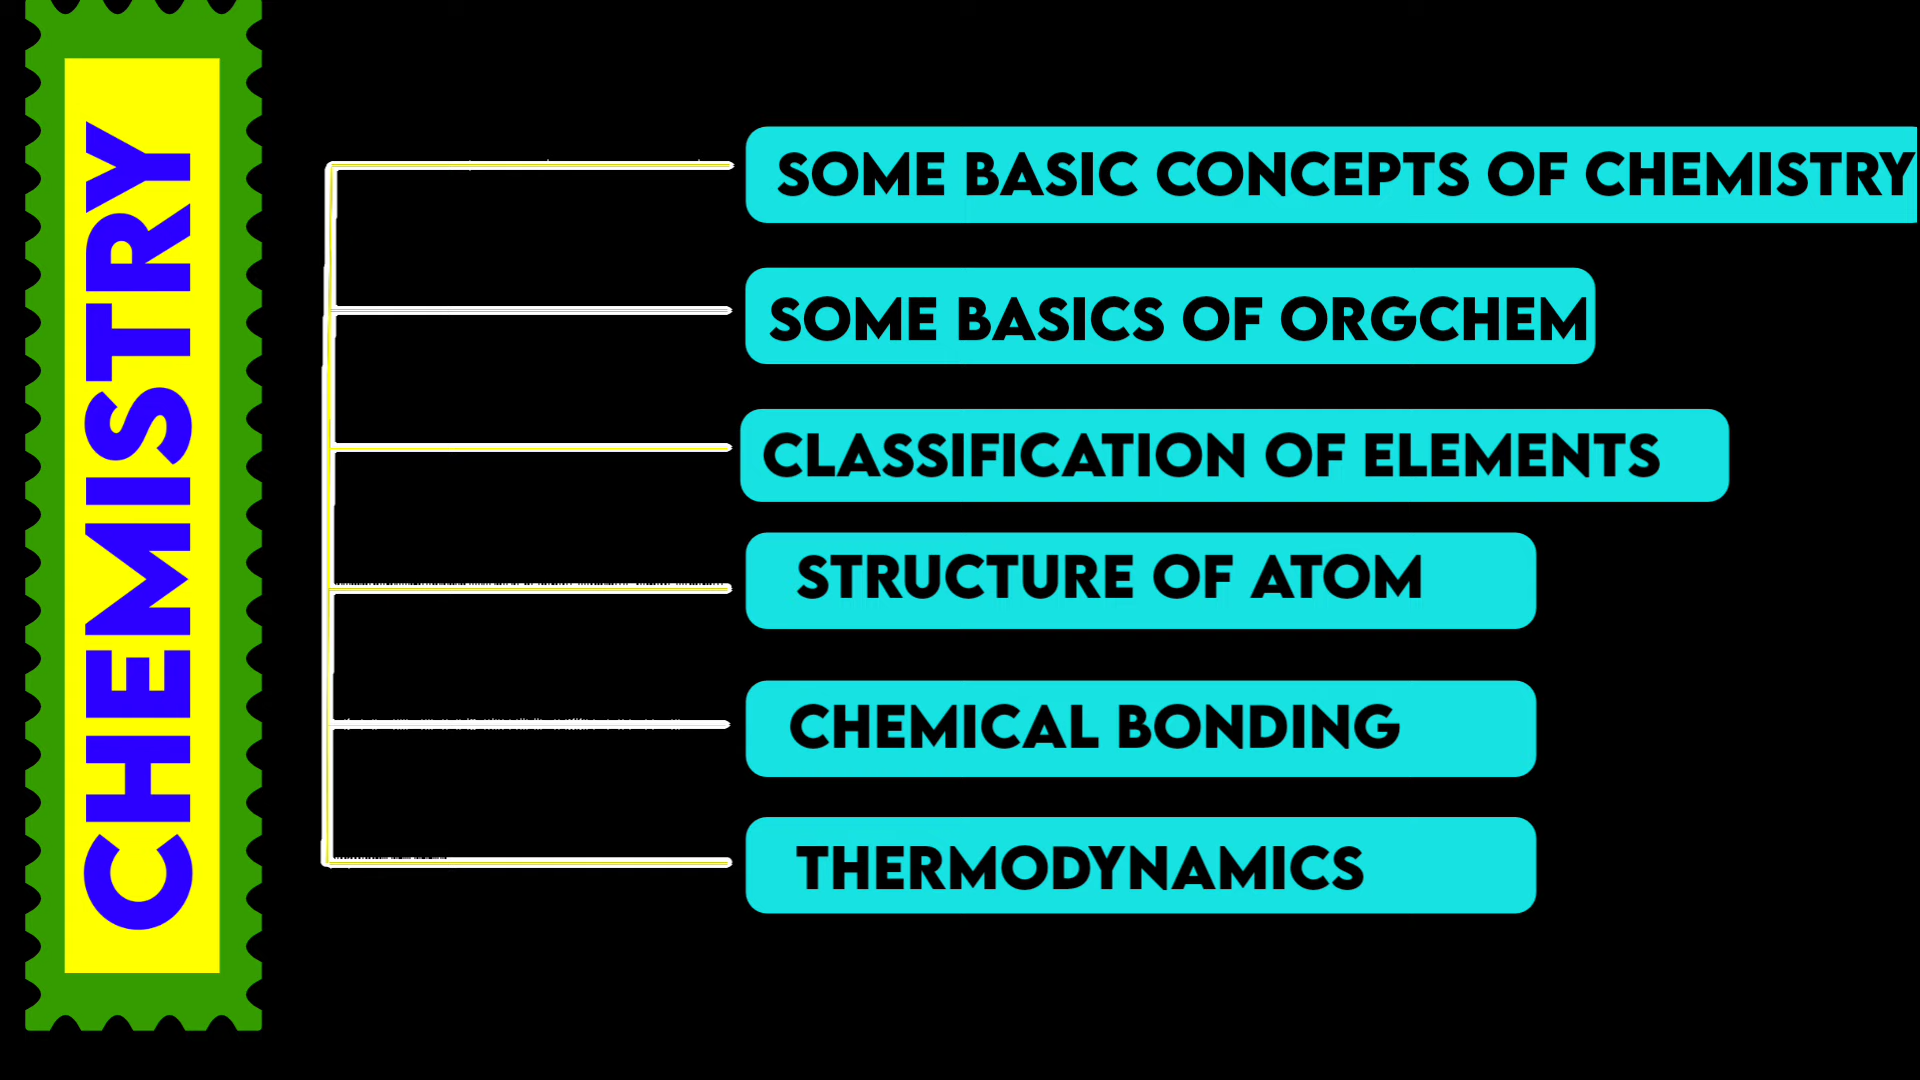 CHEMISTRY
SOME BASIC CONCEPTS OF CHEMISTRY
SOME BASICS OF ORGCHEM
CLASSIFICATION OF ELEMENTS
STRUCTURE OF ATOM
CHEMICAL BONDING
THERMODYNAMICS